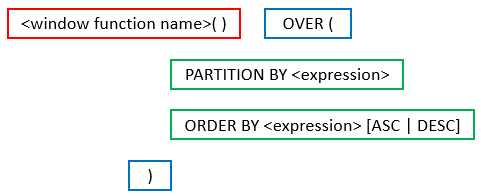 <window function name>( ) OVER (
PARTITION BY <expression>
ORDER BY <expression> [ASC | DESC]
)